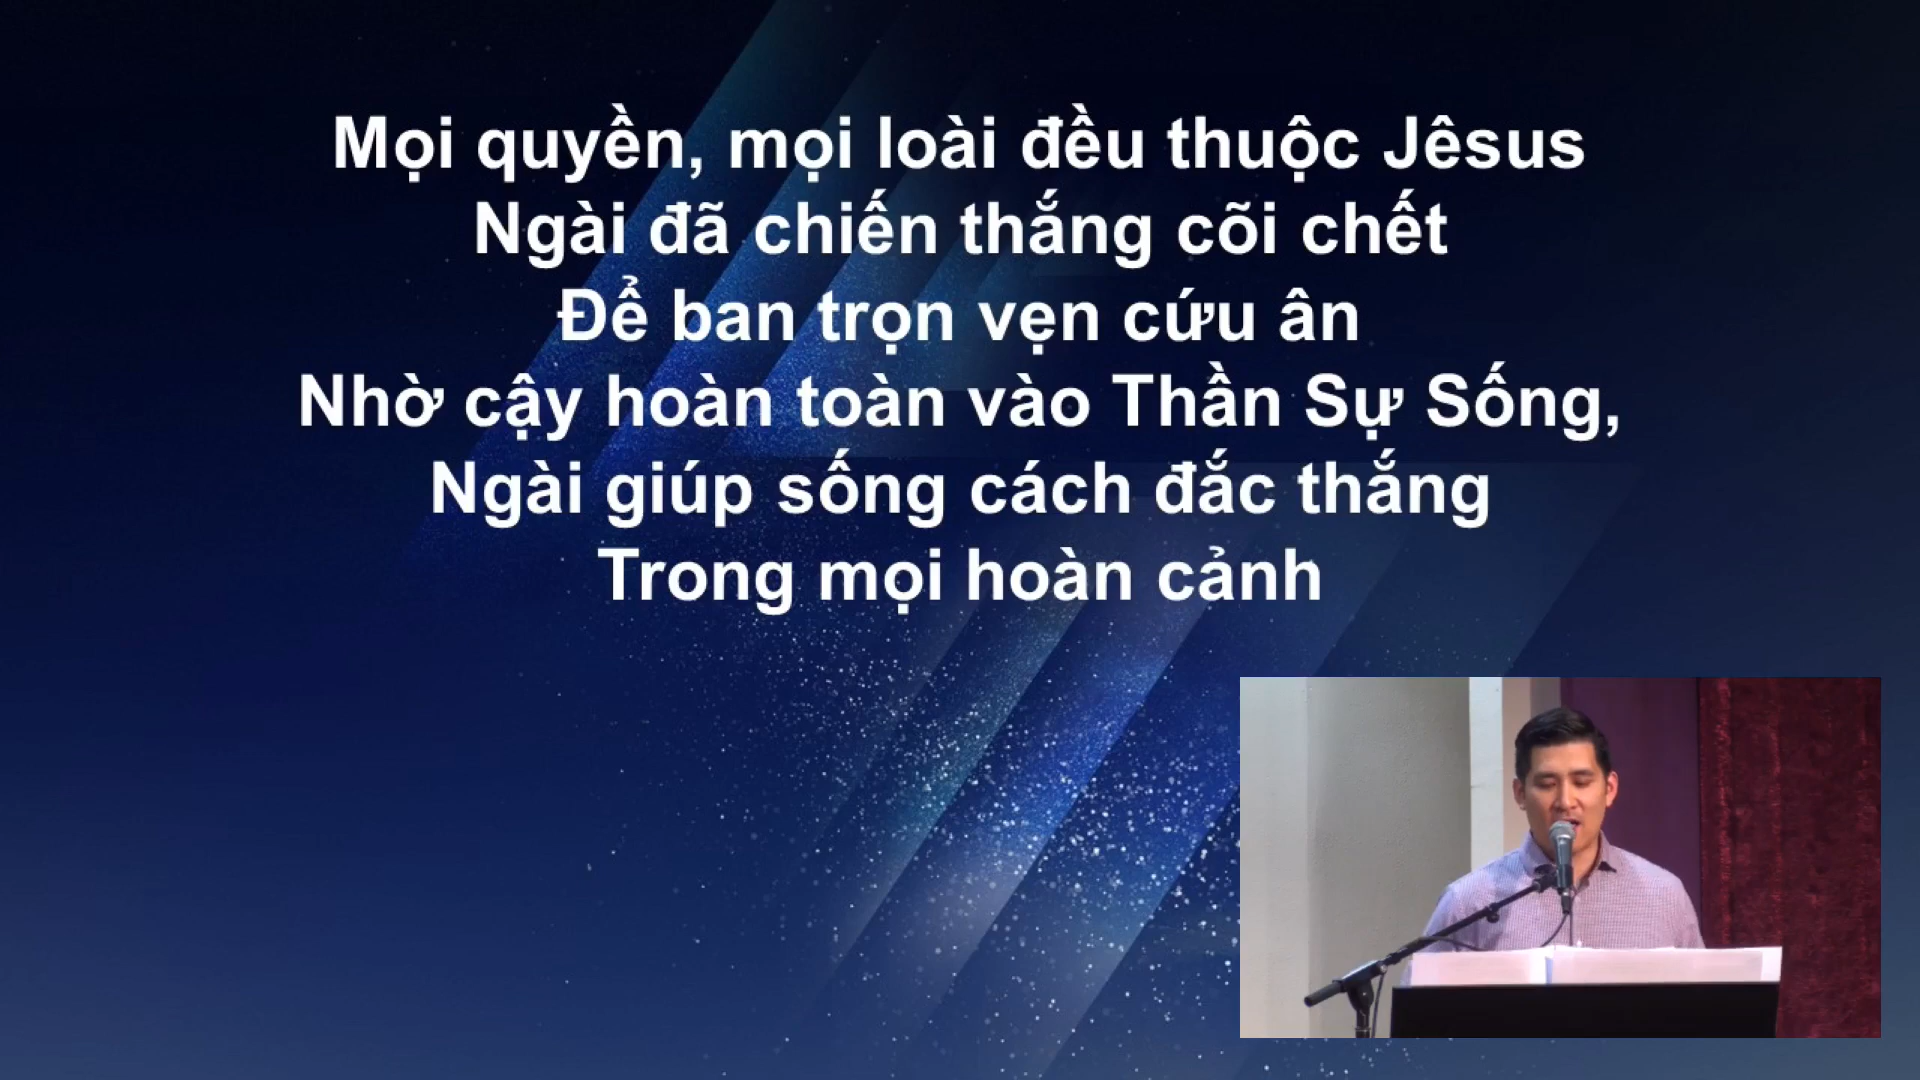 Mọi quyền, mọi loài đều thuộc Jêsus
Ngài đã chiến thắng cõi chết
Để ban trọn vẹn cứu ân
Nhờ cậy hoàn toàn vào Thần Sự Sống,
Ngài giúp sống cách đắc thắng
Trong mọi hoàn cảnh